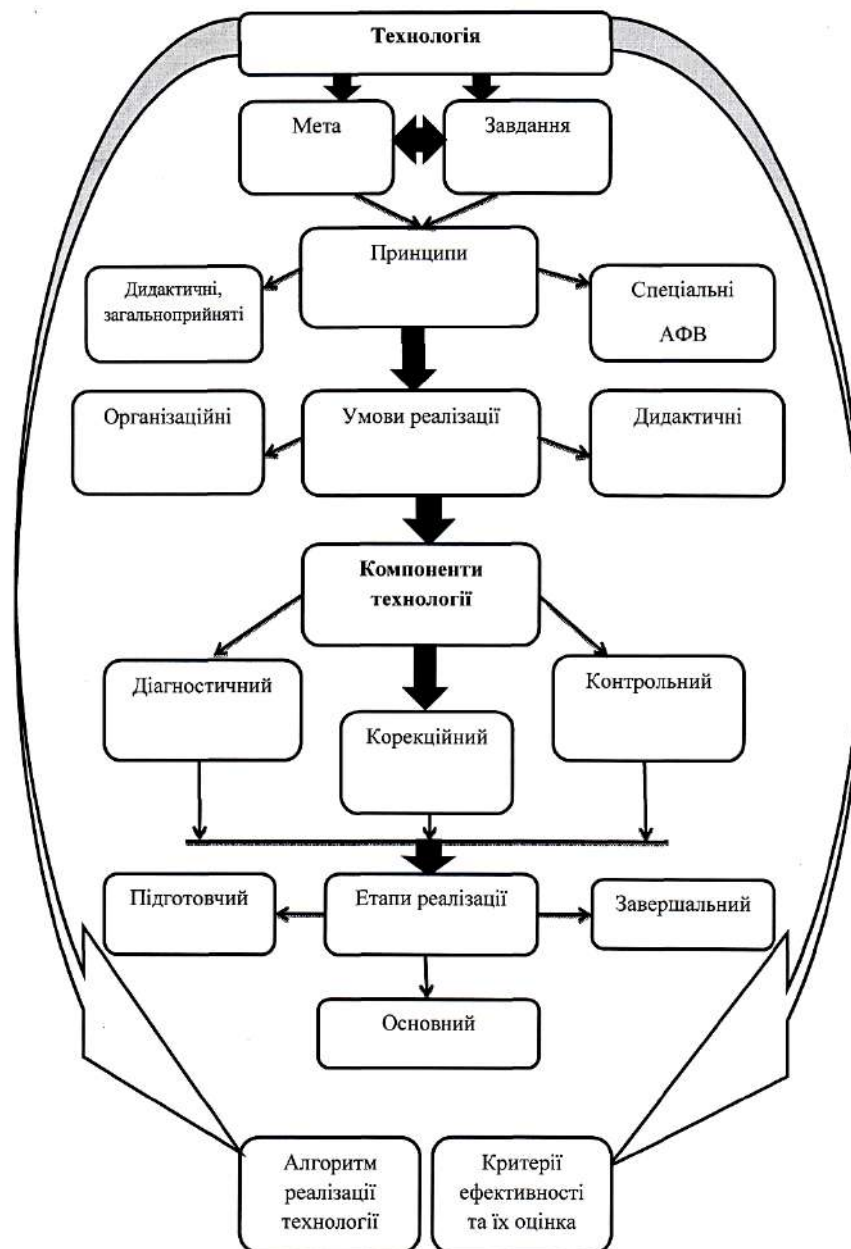 Технологія
Мета
Завдання
Принципи
Дидактичні,
загальноприйняті
Спеціальні
АФВ
Організаційні
Умови реалізації
Дидактичні
Компоненти
технології
Діагностичний
Контрольний
Корекційний
Підготовчий
Етапи реалізації
Завершальний
Основний
Алгоритм
реалізації
технології
Критерії
ефективності
та їх оцінка